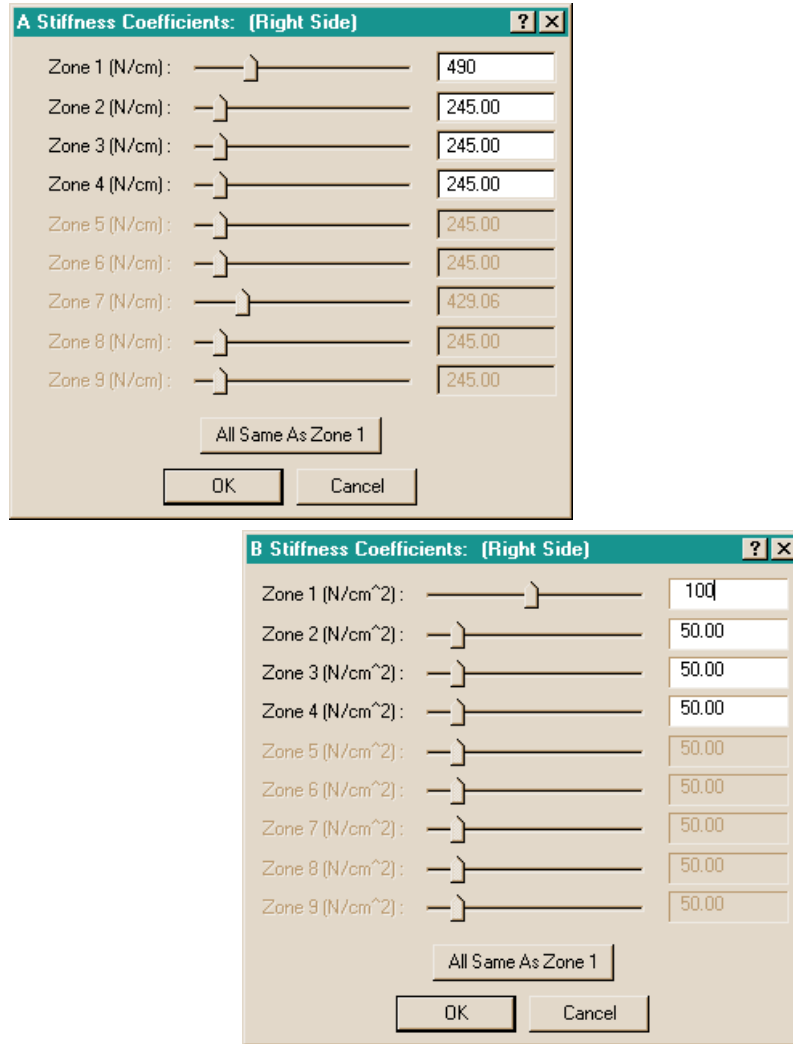 A Stiffness Coefficients: (Right Side) ? ×
Zone 1 (N/cm) : 490
Zone 2 (N/cm) : 245.00
Zone 3 (N/cm) : 245.00
Zone 4 (N/cm) : 245.00
Zone 5 (N/cm) : 245.00
Zone 6 (N/cm) : 245.00
Zone 7 (N/cm) : 429.06
Zone 8 (N/cm) : 245.00
Zone 9 (N/cm) : 245.00
All Same As Zone 1
OK Cancel
B Stiffness Coefficients: (Right Side) ? ×
Zone 1 (N/cm^2) : 100
Zone 2 (N/cm^2) : 50.00
Zone 3 (N/cm^2) : 50.00
Zone 4 (N/cm^2) : 50.00
Zone 5 (N/cm^2) : 50.00
Zone 6 (N/cm^2) : 50.00
Zone 7 (N/cm^2) : 50.00
Zone 8 (N/cm^2) : 50.00
Zone 9 (N/cm^2) : 50.00
All Same As Zone 1
OK Cancel